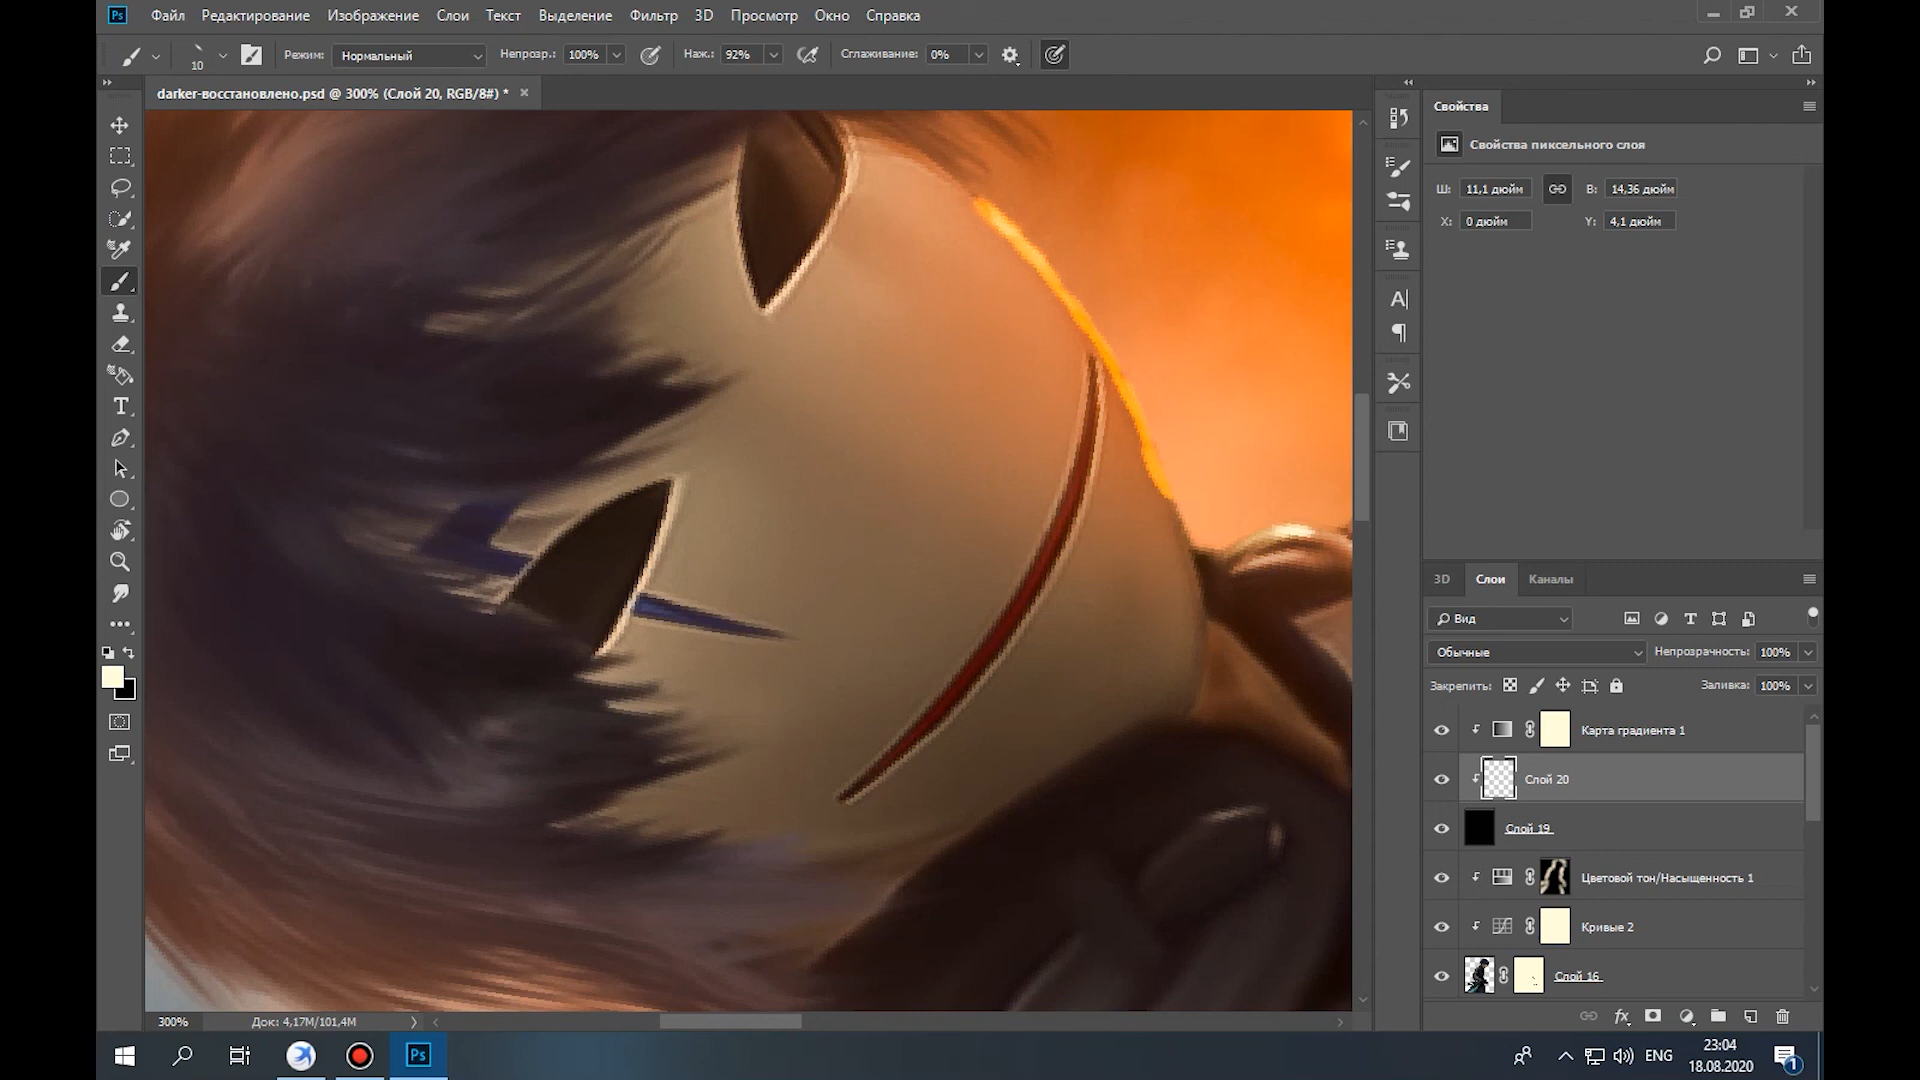 Ps Файл Редактирование Изображение Слои Текст Выделение Фильтр 3D Просмотр Окно Справка
10 Режим: Нормальный Непрозр.: 100% Наж.: 92% Сглаживание: 0%
darker-восстановлено.psd @ 300% (Слой 20, RGB/8#) * ×
Свойства
Свойства пиксельного слоя
Ш: 11,1 дюйм В: 14,36 дюйм
X: 0 дюйм Y: 4,1 дюйм
3D Слои Каналы
Вид
Обычные Непрозрачность: 100%
Закрепить: Заливка: 100%
Карта градиента 1
Слой 20
Слой 19
Цветовой тон/Насыщенность 1
Кривые 2
Слой 16
300% Док: 4,17M/101,4M
Ps ENG 23:04
18.08.2020 1